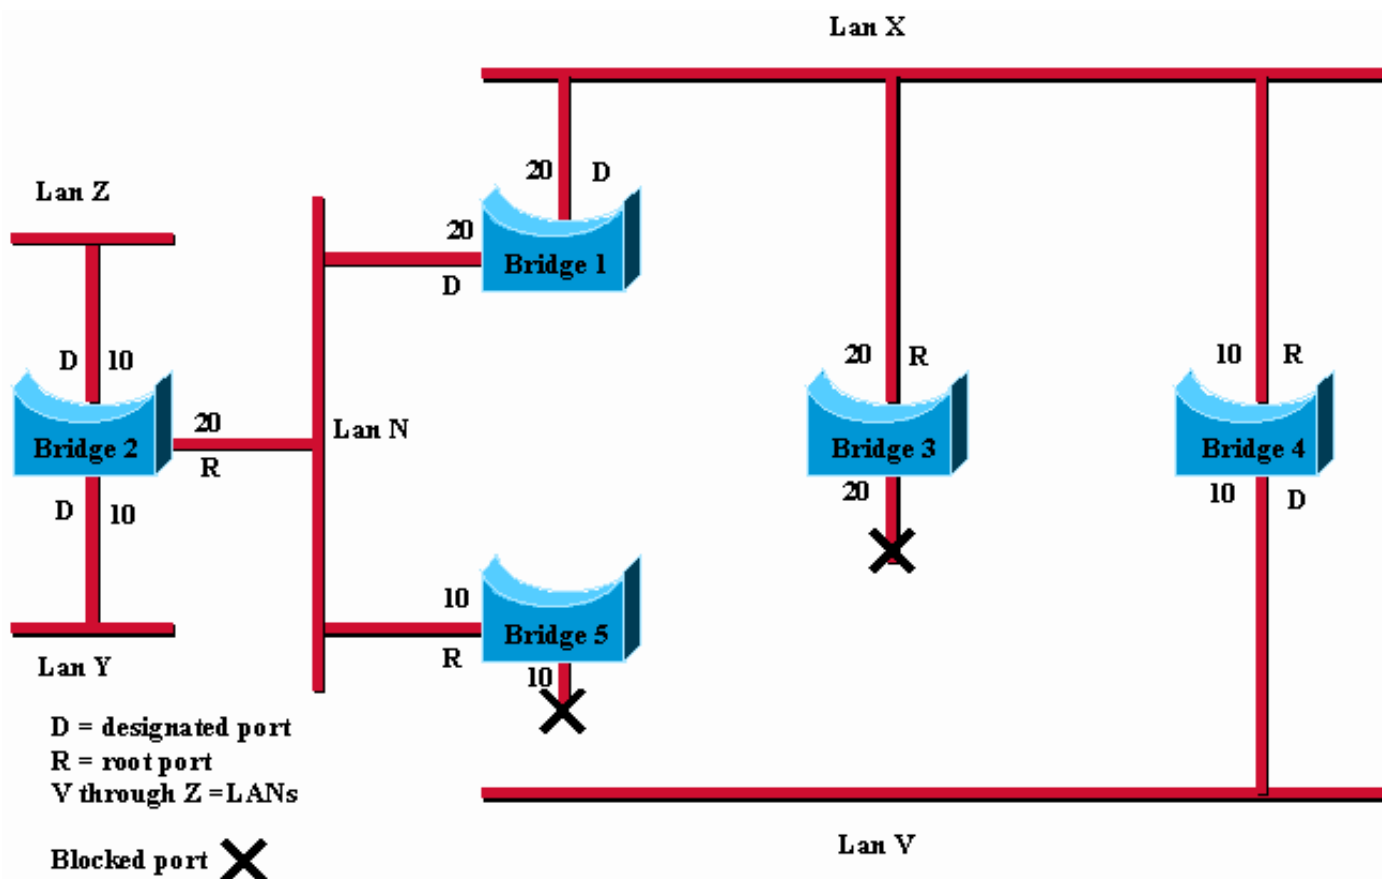 Lan X
20 D
Lan Z
20
Bridge 1
D
D 10
20 R
10 R
20
Lan N
Bridge 2
Bridge 3
Bridge 4
R
20
10 D
D 10
10
Bridge 5
Lan Y
R
10
D = designated port
R = root port
V through Z =LANs
Lan V
Blocked port